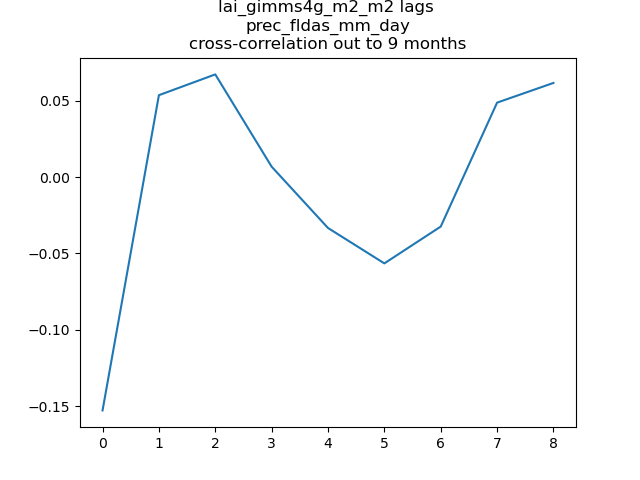 lai_gimms4g_m2_m2 lags
prec_fldas_mm_day
cross-correlation out to 9 months
0.05
0.00
−0.05
−0.10
−0.15
0 1 2 3 4 5 6 7 8